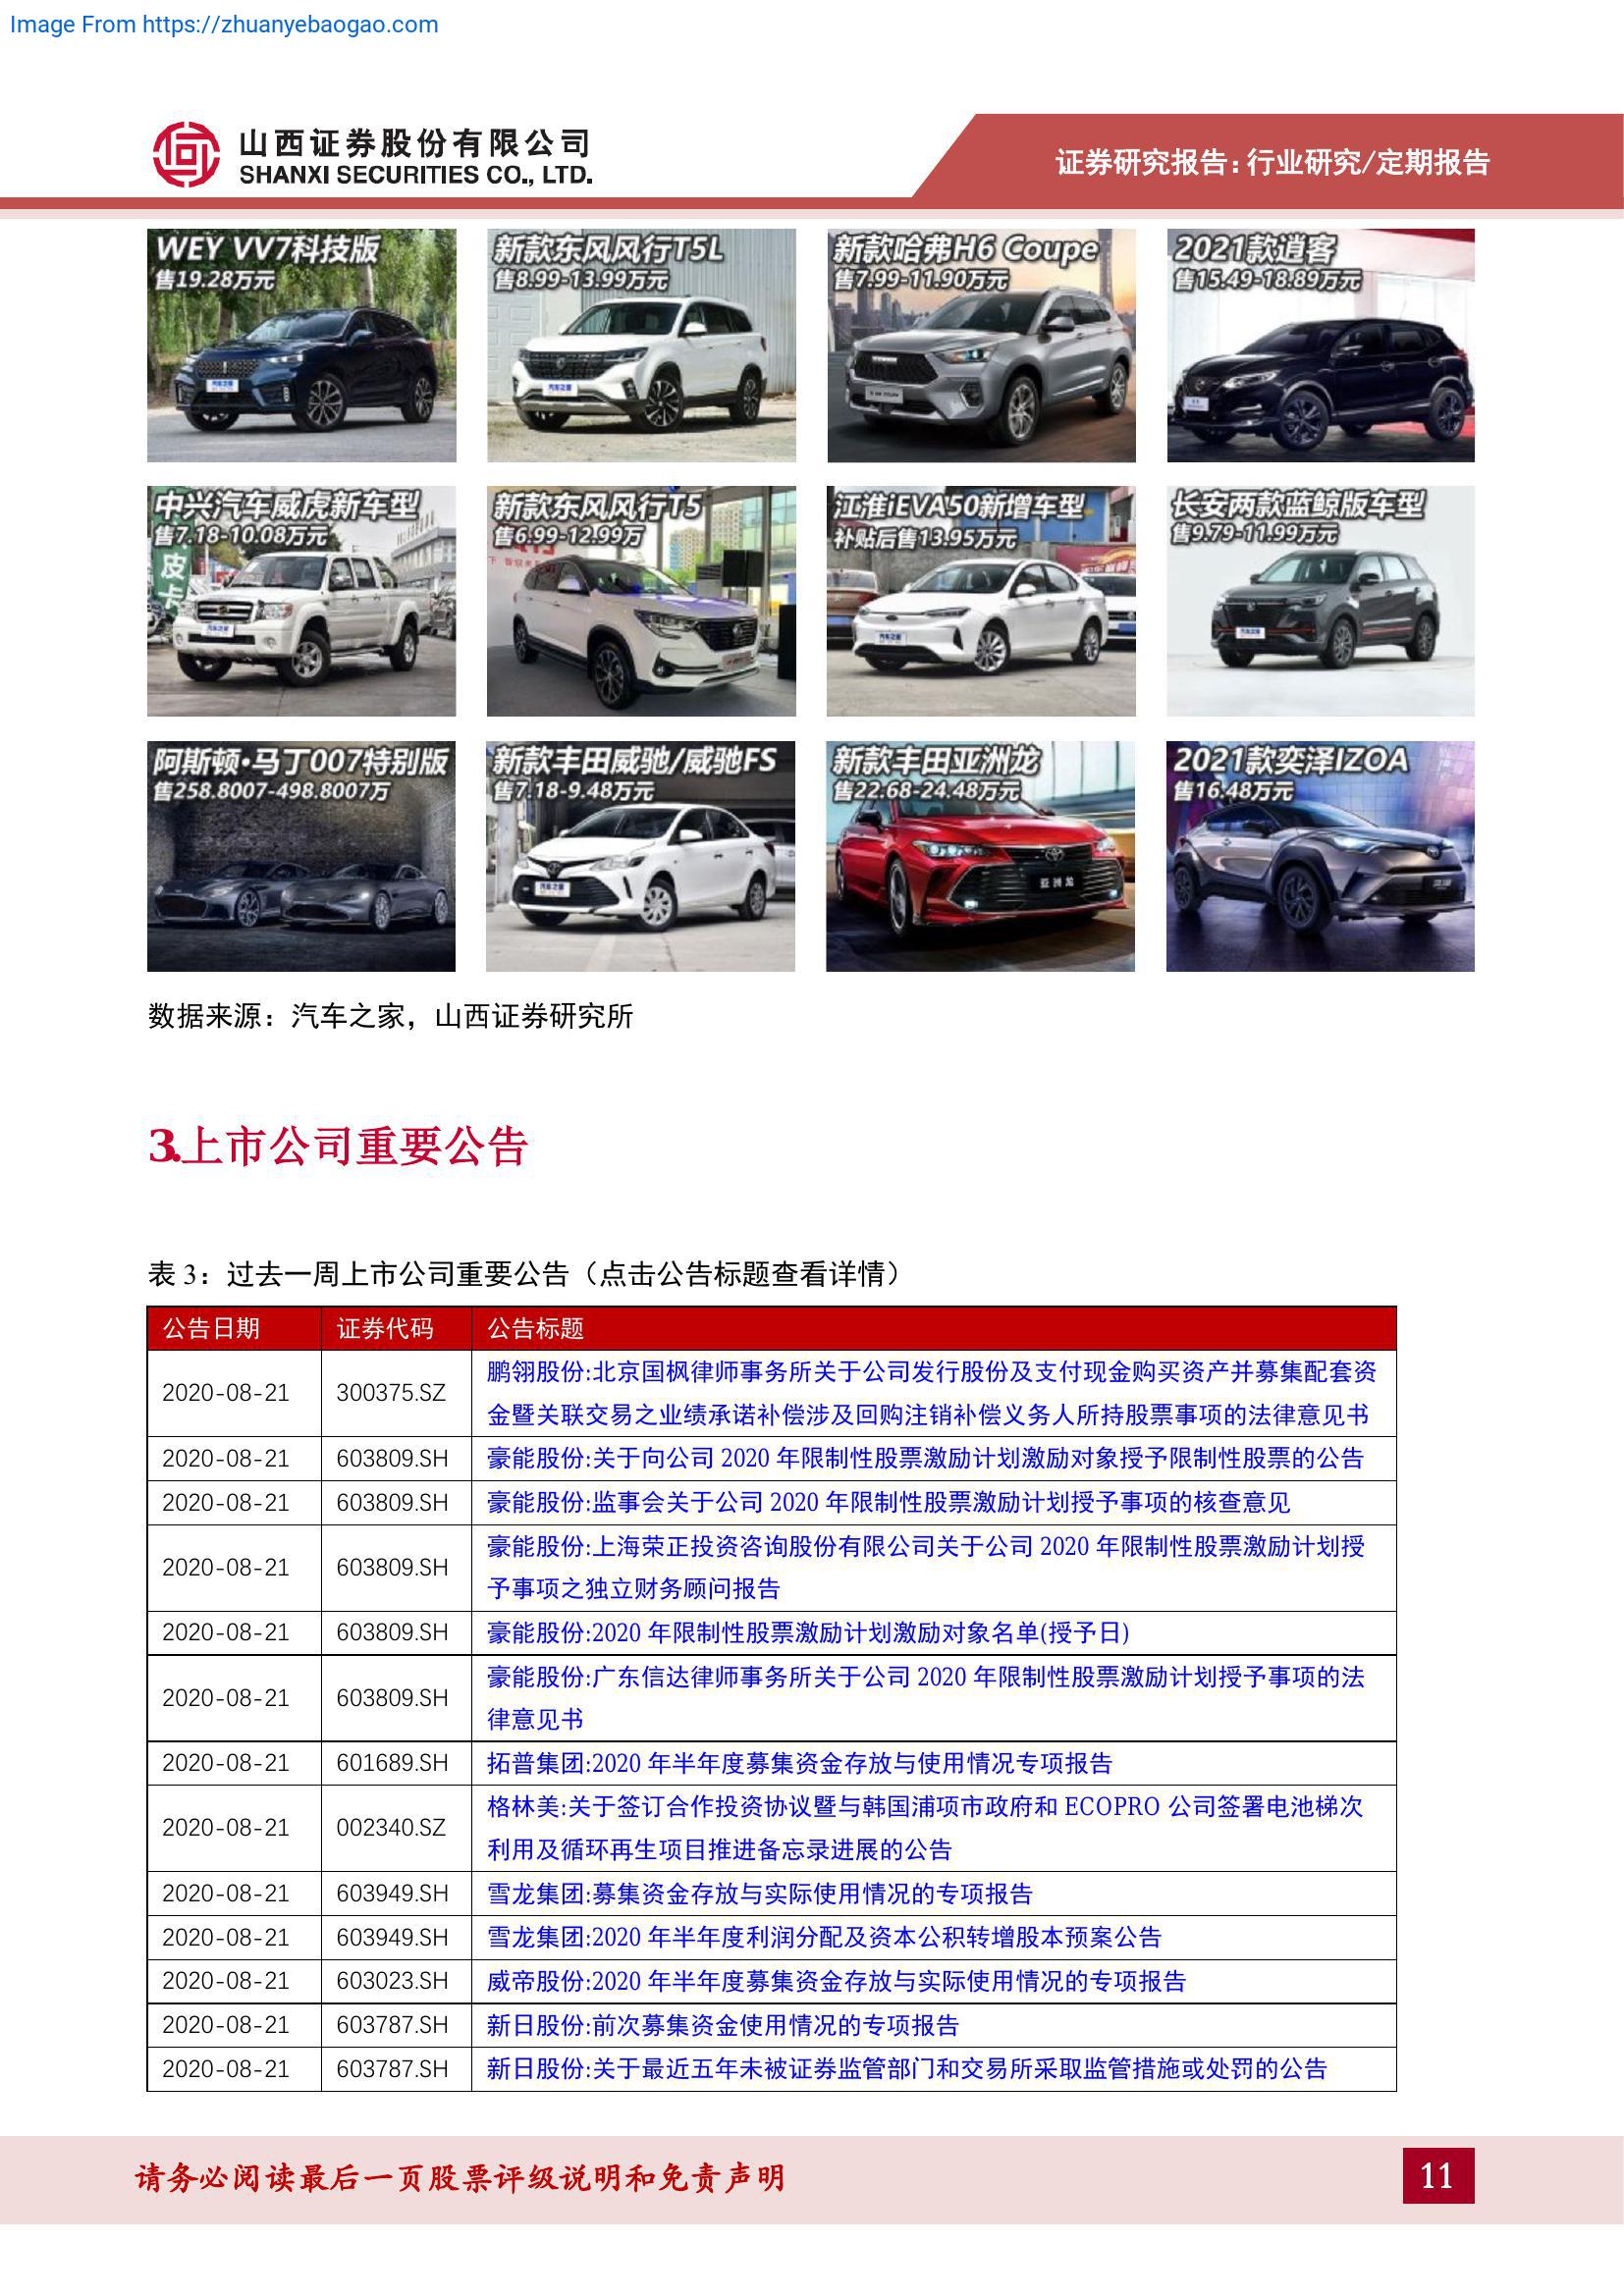 Image From https://zhuanyebaogao.com
山西证券股份有限公司
SHANXI SECURITIES CO., LTD.
证券研究报告:行业研究/定期报告
WEY VV7科技版
售19.28万元
新款东风风行T5L
售8.99-13.99万元
新款哈弗H6 Coupe
售7.99-11.90万元
2021款逍客
售15.49-18.89万元
中兴汽车威虎新车型
售7.18-10.08万元
皮卡
新款东风风行T5
售6.99-12.99万
江淮iEVA50新增车型
补贴后售13.95万元
长安两款蓝鲸版车型
售9.79-11.99万元
阿斯顿·马丁007特别版
售258.8007-498.8007万
新款丰田威驰/威驰FS
售7.18-9.48万元
新款丰田亚洲龙
售22.68-24.48万元
亚洲龙
2021款奕泽IZOA
售16.48万元
数据来源：汽车之家，山西证券研究所
3.上市公司重要公告
表 3：过去一周上市公司重要公告（点击公告标题查看详情）
公告日期 证券代码 公告标题
2020-08-21 300375.SZ 鹏翎股份:北京国枫律师事务所关于公司发行股份及支付现金购买资产并募集配套资
金暨关联交易之业绩承诺补偿涉及回购注销补偿义务人所持股票事项的法律意见书
2020-08-21 603809.SH 豪能股份:关于向公司 2020 年限制性股票激励计划激励对象授予限制性股票的公告
2020-08-21 603809.SH 豪能股份:监事会关于公司 2020 年限制性股票激励计划授予事项的核查意见
2020-08-21 603809.SH 豪能股份:上海荣正投资咨询股份有限公司关于公司 2020 年限制性股票激励计划授
予事项之独立财务顾问报告
2020-08-21 603809.SH 豪能股份:2020 年限制性股票激励计划激励对象名单(授予日)
2020-08-21 603809.SH 豪能股份:广东信达律师事务所关于公司 2020 年限制性股票激励计划授予事项的法
律意见书
2020-08-21 601689.SH 拓普集团:2020 年半年度募集资金存放与使用情况专项报告
2020-08-21 002340.SZ 格林美:关于签订合作投资协议暨与韩国浦项市政府和 ECOPRO 公司签署电池梯次
利用及循环再生项目推进备忘录进展的公告
2020-08-21 603949.SH 雪龙集团:募集资金存放与实际使用情况的专项报告
2020-08-21 603949.SH 雪龙集团:2020 年半年度利润分配及资本公积转增股本预案公告
2020-08-21 603023.SH 威帝股份:2020 年半年度募集资金存放与实际使用情况的专项报告
2020-08-21 603787.SH 新日股份:前次募集资金使用情况的专项报告
2020-08-21 603787.SH 新日股份:关于最近五年未被证券监管部门和交易所采取监管措施或处罚的公告
请务必阅读最后一页股票评级说明和免责声明
11